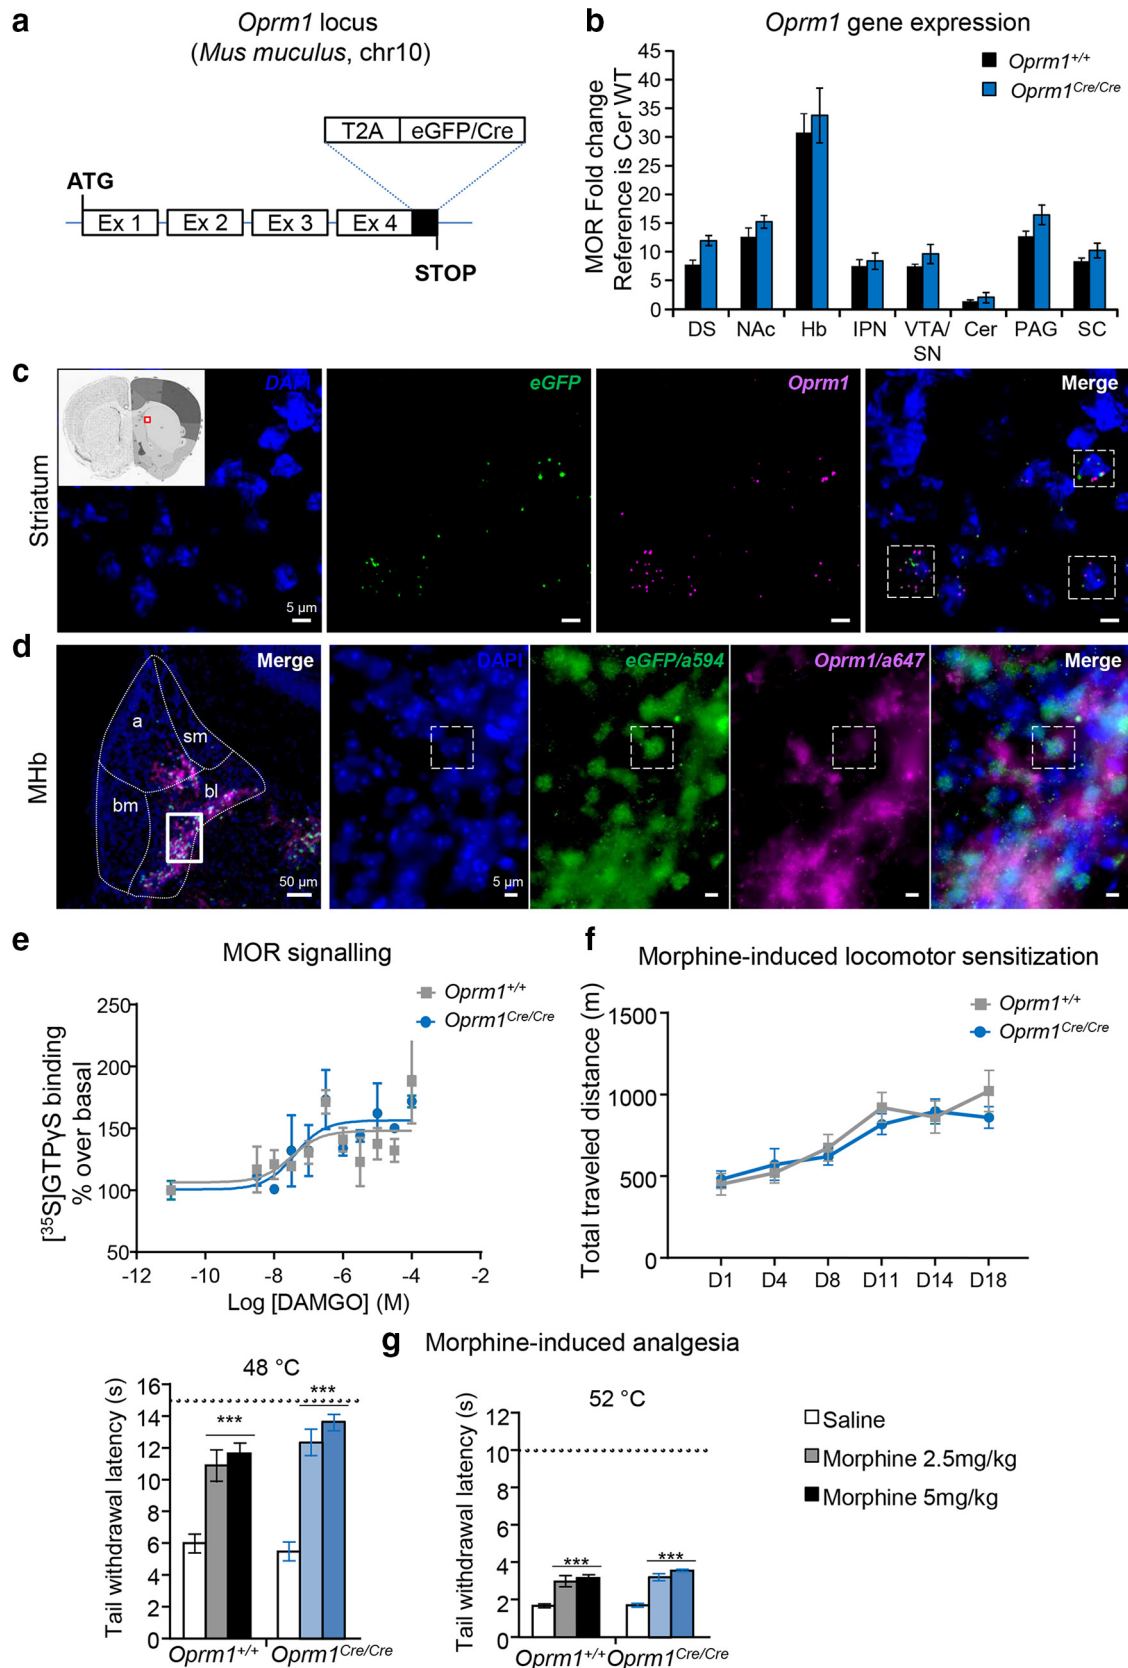 a
Oprm1 locus
(Mus muculus, chr10)
T2A eGFP/Cre
ATG
Ex 1 Ex 2 Ex 3 Ex 4
STOP
b
Oprm1 gene expression
MOR Fold change
Reference is Cer WT
45
40
35
30
25
20
15
10
5
0
Oprm1+/+
Oprm1Cre/Cre
DS NAc Hb IPN VTA/ Cer PAG SC
SN
c
Striatum
DAPI
5 µm
eGFP
Oprm1
Merge
d
MHb
Merge
a
sm
bm
bl
50 µm
DAPI
5 µm
eGFP/a594
Oprm1/a647
Merge
e
MOR signalling
[35S]GTPγS binding
% over basal
250
200
150
100
50
Oprm1+/+
Oprm1Cre/Cre
-12 -10 -8 -6 -4 -2
Log [DAMGO] (M)
f
Morphine-induced locomotor sensitization
Total traveled distance (m)
1500
1000
500
0
Oprm1+/+
Oprm1Cre/Cre
D1 D4 D8 D11 D14 D18
g
Morphine-induced analgesia
48 °C
Tail withdrawal latency (s)
16
14
12
10
8
6
4
2
0
***
***
Oprm1+/+ Oprm1Cre/Cre
52 °C
Tail withdrawal latency (s)
12
10
8
6
4
2
0
***
***
Oprm1+/+ Oprm1Cre/Cre
Saline
Morphine 2.5mg/kg
Morphine 5mg/kg